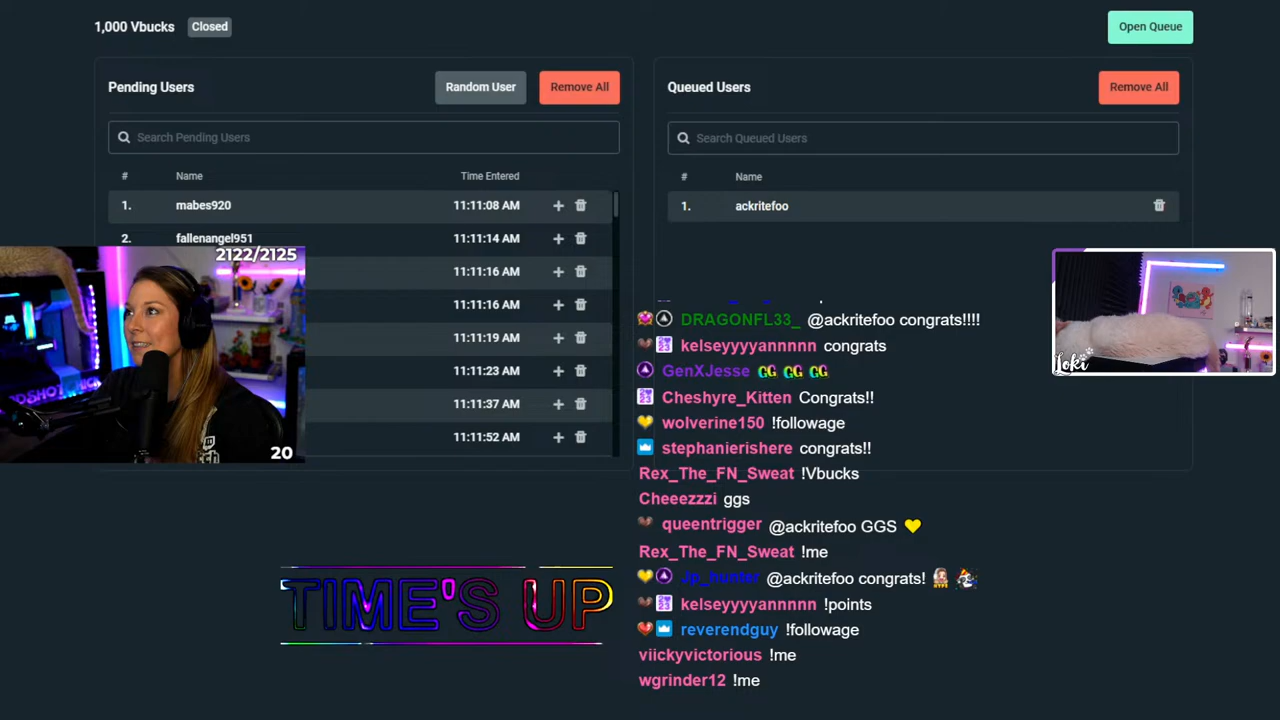 1,000 Vbucks Closed
Open Queue
Pending Users
Random User
Remove All
Queued Users
Remove All
Search Pending Users
Search Queued Users
# Name Time Entered
# Name
1. mabes920 11:11:08 AM
1. ackritefoo
2. fallenangel951 11:11:14 AM
11:11:16 AM
11:11:16 AM
11:11:19 AM
11:11:23 AM
11:11:37 AM
11:11:52 AM
2122/2125
20
Loki
DRAGONFL33_ @ackritefoo congrats!!!!
kelseyyyyannnnn congrats
GenXJesse GG GG GG
Cheshyre_Kitten Congrats!!
wolverine150 !followage
stephanierishere congrats!!
Rex_The_FN_Sweat !Vbucks
Cheeezzzi ggs
queentrigger @ackritefoo GGS
Rex_The_FN_Sweat !me
Jp_hunter @ackritefoo congrats! HYPE
kelseyyyyannnnn !points
reverendguy !followage
viickyvictorious !me
wgrinder12 !me
TIME'S UP